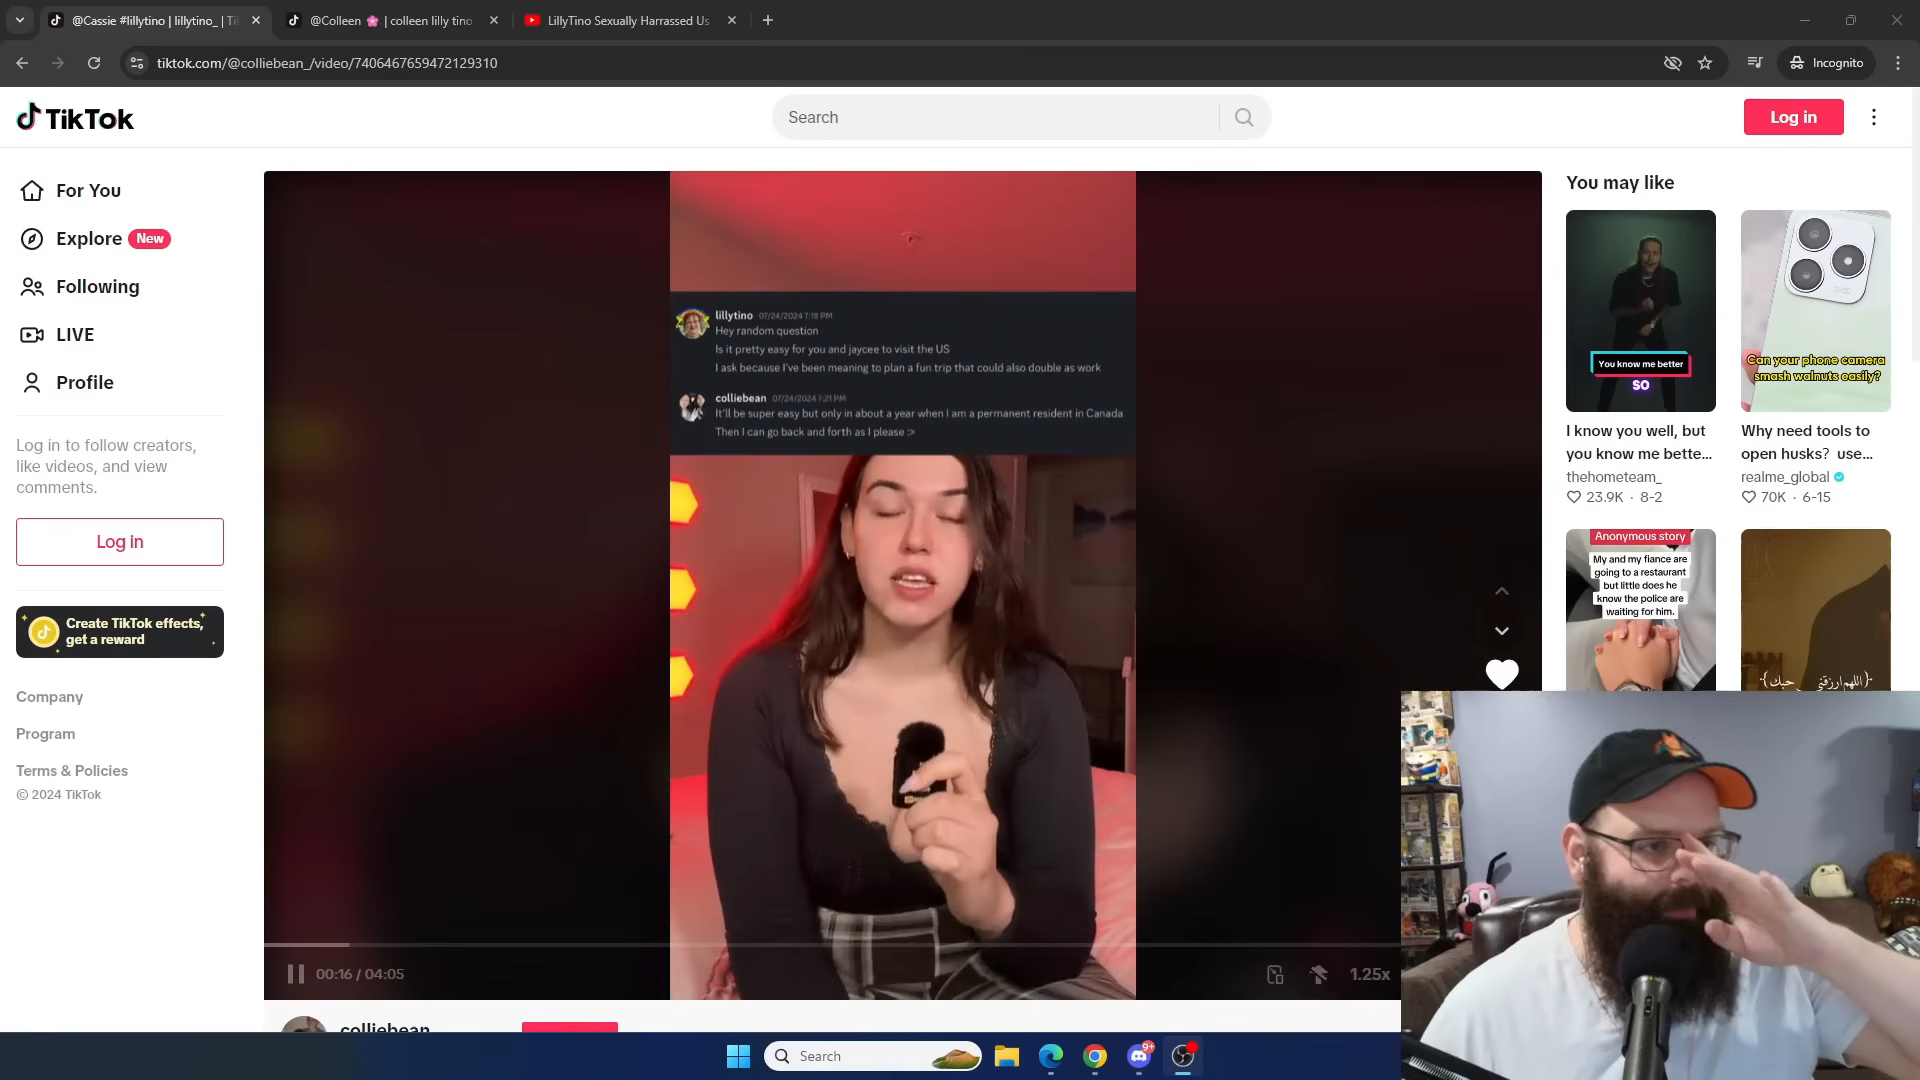 @Cassie #lillytino | lillytino_ | Ti
@Colleen 🌸 | colleen lilly tino
LillyTino Sexually Harrassed Us
tiktok.com/@colliebean_/video/7406467659472129310
Incognito
TikTok
Search
Log in
For You
Explore New
Following
LIVE
Profile
Log in to follow creators,
like videos, and view
comments.
Log in
Create TikTok effects,
get a reward
Company
Program
Terms & Policies
© 2024 TikTok
lillytino 07/24/2024 7:18 PM
Hey random question
Is it pretty easy for you and jaycee to visit the US
I ask because I've been meaning to plan a fun trip that could also double as work
colliebean 07/24/2024 7:21 PM
It'll be super easy but only in about a year when I am a permanent resident in Canada
Then I can go back and forth as I please :>
00:16 / 04:05
1.25x
colliebean
You may like
You know me better
SO
I know you well, but
you know me bette...
thehometeam_
23.9K · 8-2
Can your phone camera
smash walnuts easily?
Why need tools to
open husks? use...
realme_global
70K · 6-15
Anonymous story
My and my fiance are
going to a restaurant
but little does he
know the police are
waiting for him.
Search
9+